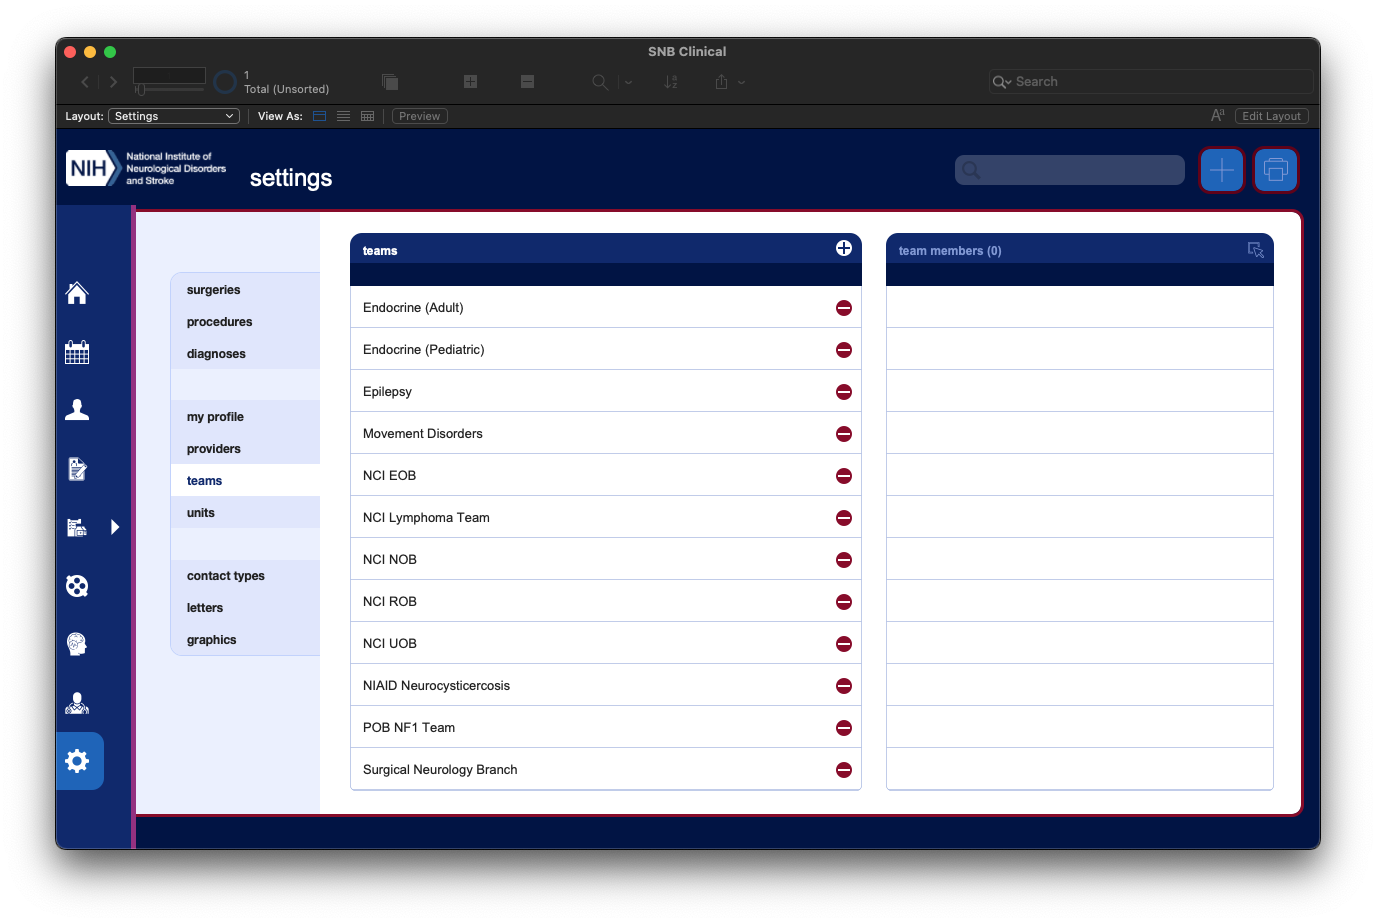 SNB Clinical
1
Total (Unsorted)
Search
Layout: Settings View As: Preview Aa Edit Layout
NIH National Institute of
Neurological Disorders
and Stroke
settings
surgeries
procedures
diagnoses
my profile
providers
teams
units
contact types
letters
graphics
teams
Endocrine (Adult)
Endocrine (Pediatric)
Epilepsy
Movement Disorders
NCI EOB
NCI Lymphoma Team
NCI NOB
NCI ROB
NCI UOB
NIAID Neurocysticercosis
POB NF1 Team
Surgical Neurology Branch
team members (0)